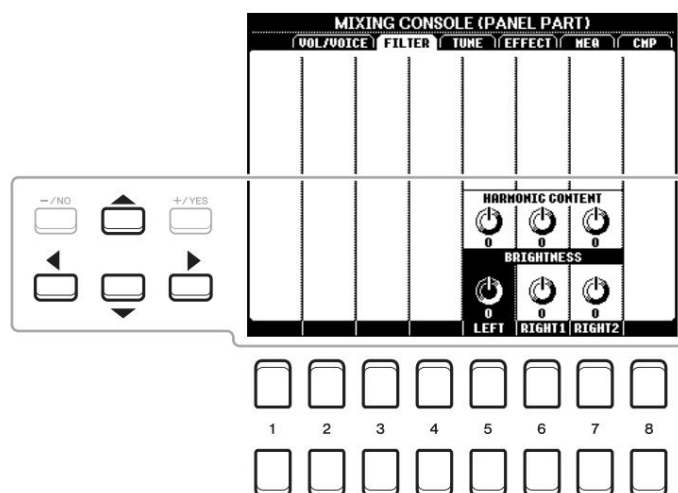 MIXING CONSOLE (PANEL PART)
VOL/VOICE FILTER TUNE EFFECT MEQ CMP
-/NO +/YES
HARMONIC CONTENT
0 0 0
BRIGHTNESS
0 0 0
LEFT RIGHT1 RIGHT2
1 2 3 4 5 6 7 8